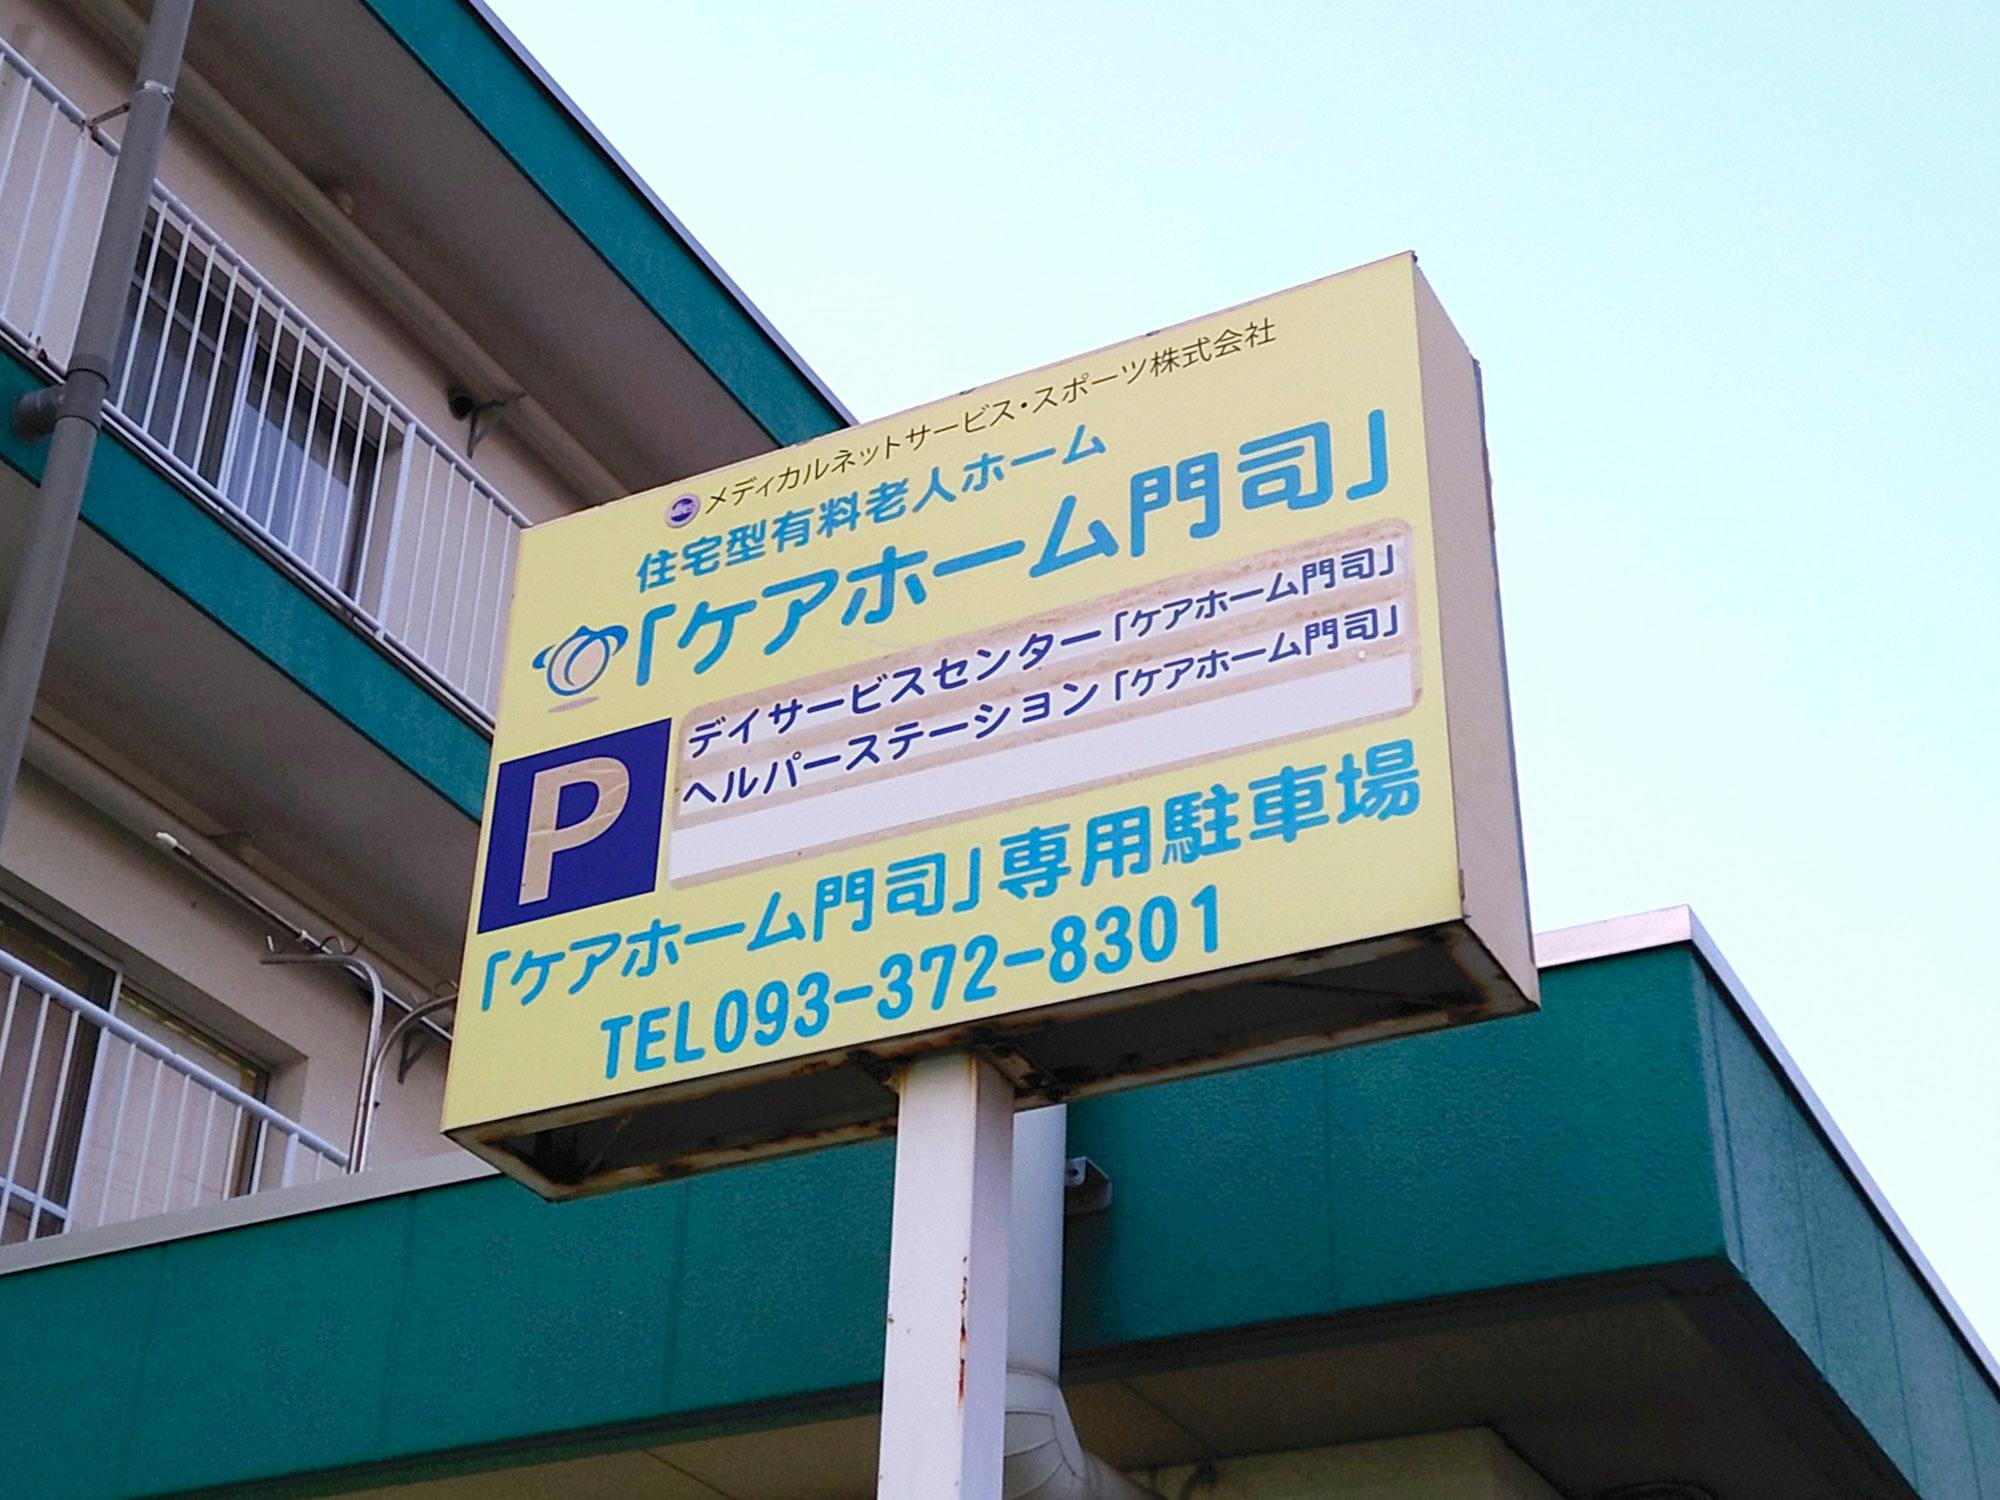 メディカルネットサービス・スポーツ株式会社
住宅型有料老人ホーム
「ケアホーム門司」
デイサービスセンター「ケアホーム門司」
ヘルパーステーション「ケアホーム門司」
P
「ケアホーム門司」専用駐車場
TEL093-372-8301